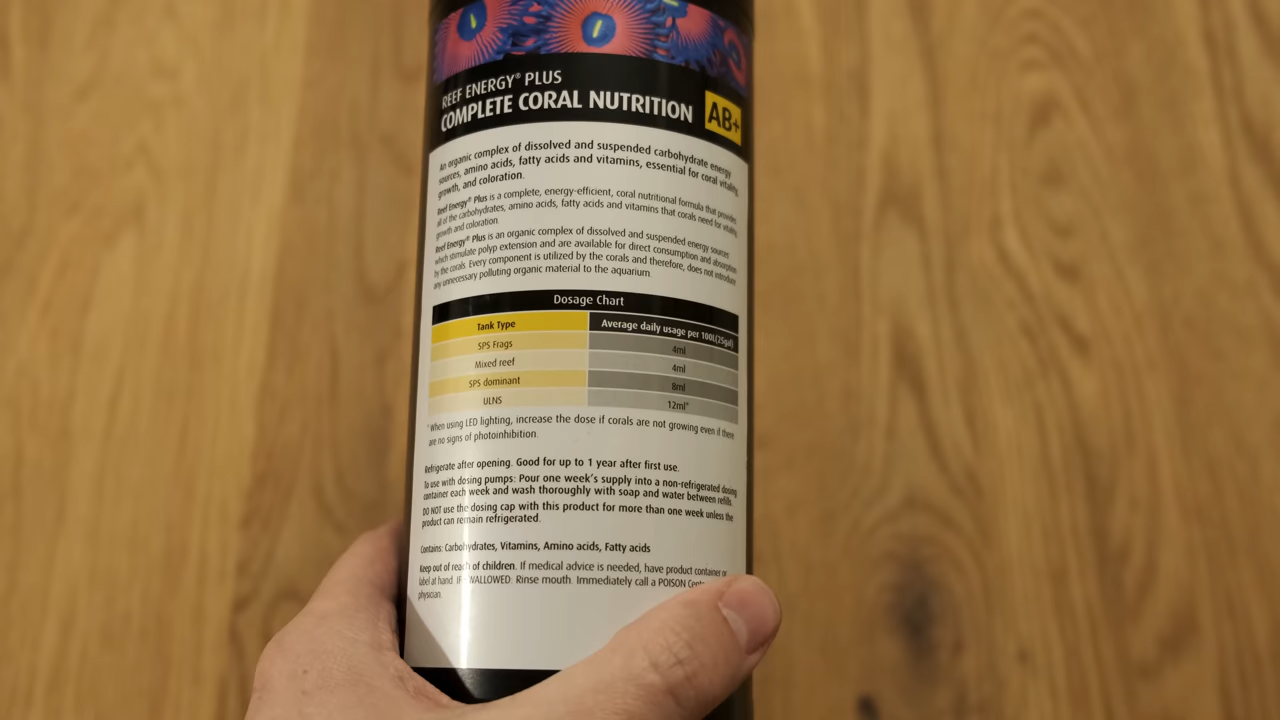 REEF ENERGY® PLUS
COMPLETE CORAL NUTRITION
AB+
An organic complex of dissolved and suspended carbohydrate energy
sources, amino acids, fatty acids and vitamins, essential for coral vitality,
growth, and coloration.
Reef Energy® Plus is a complete, energy-efficient, coral nutritional formula that provides
all of the carbohydrates, amino acids, fatty acids and vitamins that corals need for vitality,
growth and coloration.
Reef Energy® Plus is an organic complex of dissolved and suspended energy sources
which stimulate polyp extension and are available for direct consumption and absorption
by the corals. Every component is utilized by the corals and therefore, does not introduce
any unnecessary polluting organic material to the aquarium.
Dosage Chart
Tank Type Average daily usage per 100L(25gal)
SPS Frags 4ml
Mixed reef 4ml
SPS dominant 8ml
ULNS 12ml*
*When using LED lighting, increase the dose if corals are not growing even if there
are no signs of photoinhibition.
Refrigerate after opening. Good for up to 1 year after first use.
To use with dosing pumps: Pour one week's supply into a non-refrigerated dosing
container each week and wash thoroughly with soap and water between refills.
DO NOT use the dosing cap with this product for more than one week unless the
product can remain refrigerated.
Contains: Carbohydrates, Vitamins, Amino acids, Fatty acids
Keep out of reach of children. If medical advice is needed, have product container or
label at hand. IF SWALLOWED: Rinse mouth. Immediately call a POISON
physician.